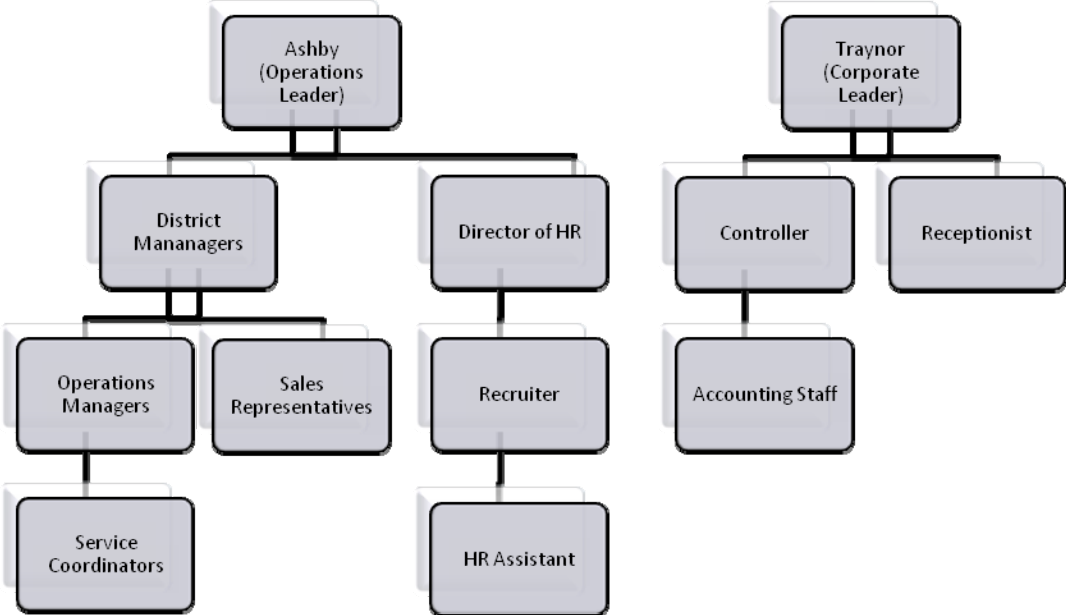 Ashby
(Operations
Leader)
Traynor
(Corporate
Leader)
District
Mananagers
Director of HR
Controller
Receptionist
Operations
Managers
Sales
Representatives
Recruiter
Accounting Staff
Service
Coordinators
HR Assistant